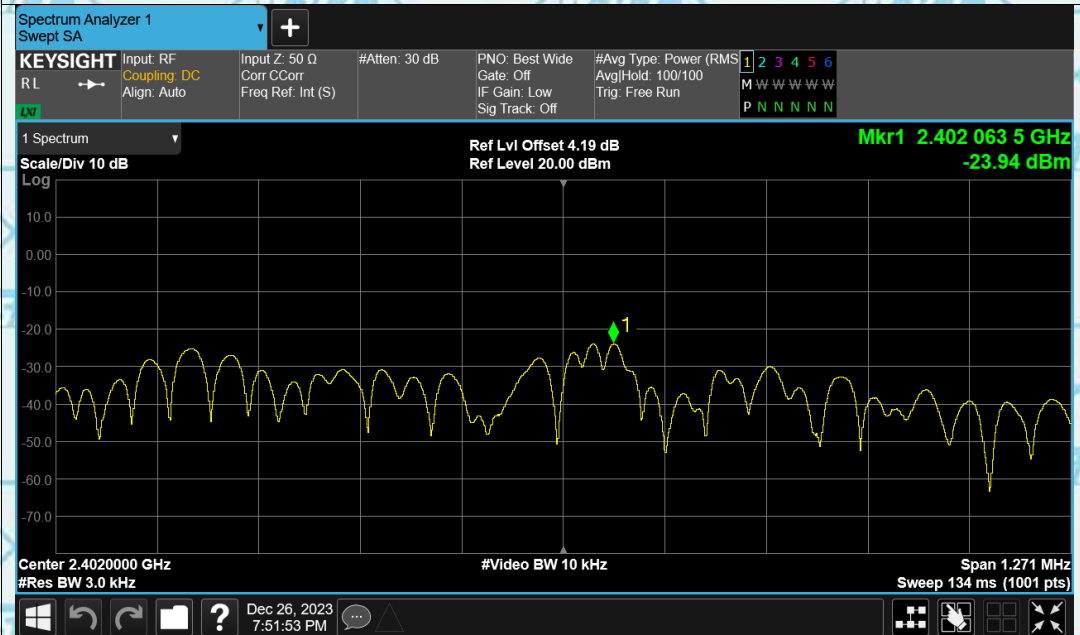 Spectrum Analyzer 1
Swept SA
+
KEYSIGHT
RL
LXI
Input: RF
Coupling: DC
Align: Auto
Input Z: 50 Ω
Corr CCorr
Freq Ref: Int (S)
#Atten: 30 dB
PNO: Best Wide
Gate: Off
IF Gain: Low
Sig Track: Off
#Avg Type: Power (RMS
Avg|Hold: 100/100
Trig: Free Run
1 2 3 4 5 6
M W W W W W
P N N N N N
1 Spectrum
Scale/Div 10 dB
Log
Ref Lvl Offset 4.19 dB
Ref Level 20.00 dBm
Mkr1 2.402 063 5 GHz
-23.94 dBm
10.0
0.00
-10.0
-20.0
-30.0
-40.0
-50.0
-60.0
-70.0
1
Center 2.4020000 GHz
#Res BW 3.0 kHz
#Video BW 10 kHz
Span 1.271 MHz
Sweep 134 ms (1001 pts)
?
Dec 26, 2023
7:51:53 PM